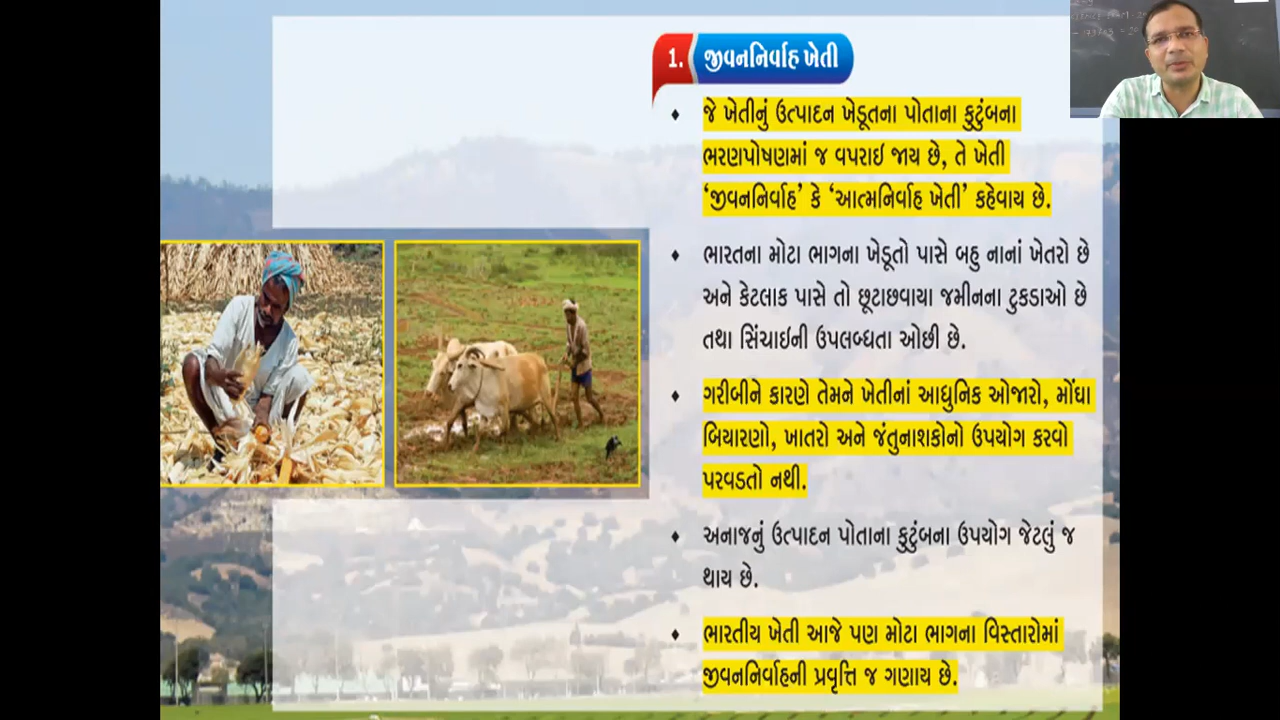 1. જીવનનિર્વાહ ખેતી
♦ જે ખેતીનું ઉત્પાદન ખેડૂતના પોતાના કુટુંબના
ભરણપોષણમાં જ વપરાઇ જાય છે, તે ખેતી
‘જીવનનિર્વાહ’ કે ‘આત્મનિર્વાહ ખેતી’ કહેવાય છે.
♦ ભારતના મોટા ભાગના ખેડૂતો પાસે બહુ નાનાં ખેતરો છે
અને કેટલાક પાસે તો છૂટાછવાયા જમીનના ટુકડાઓ છે
તથા સિંચાઇની ઉપલબ્ધતા ઓછી છે.
♦ ગરીબીને કારણે તેમને ખેતીનાં આધુનિક ઓજારો, મોંઘા
બિયારણો, ખાતરો અને જંતુનાશકોનો ઉપયોગ કરવો
પરવડતો નથી.
♦ અનાજનું ઉત્પાદન પોતાના કુટુંબના ઉપયોગ જેટલું જ
થાય છે.
♦ ભારતીય ખેતી આજે પણ મોટા ભાગના વિસ્તારોમાં
જીવનનિર્વાહની પ્રવૃત્તિ જ ગણાય છે.